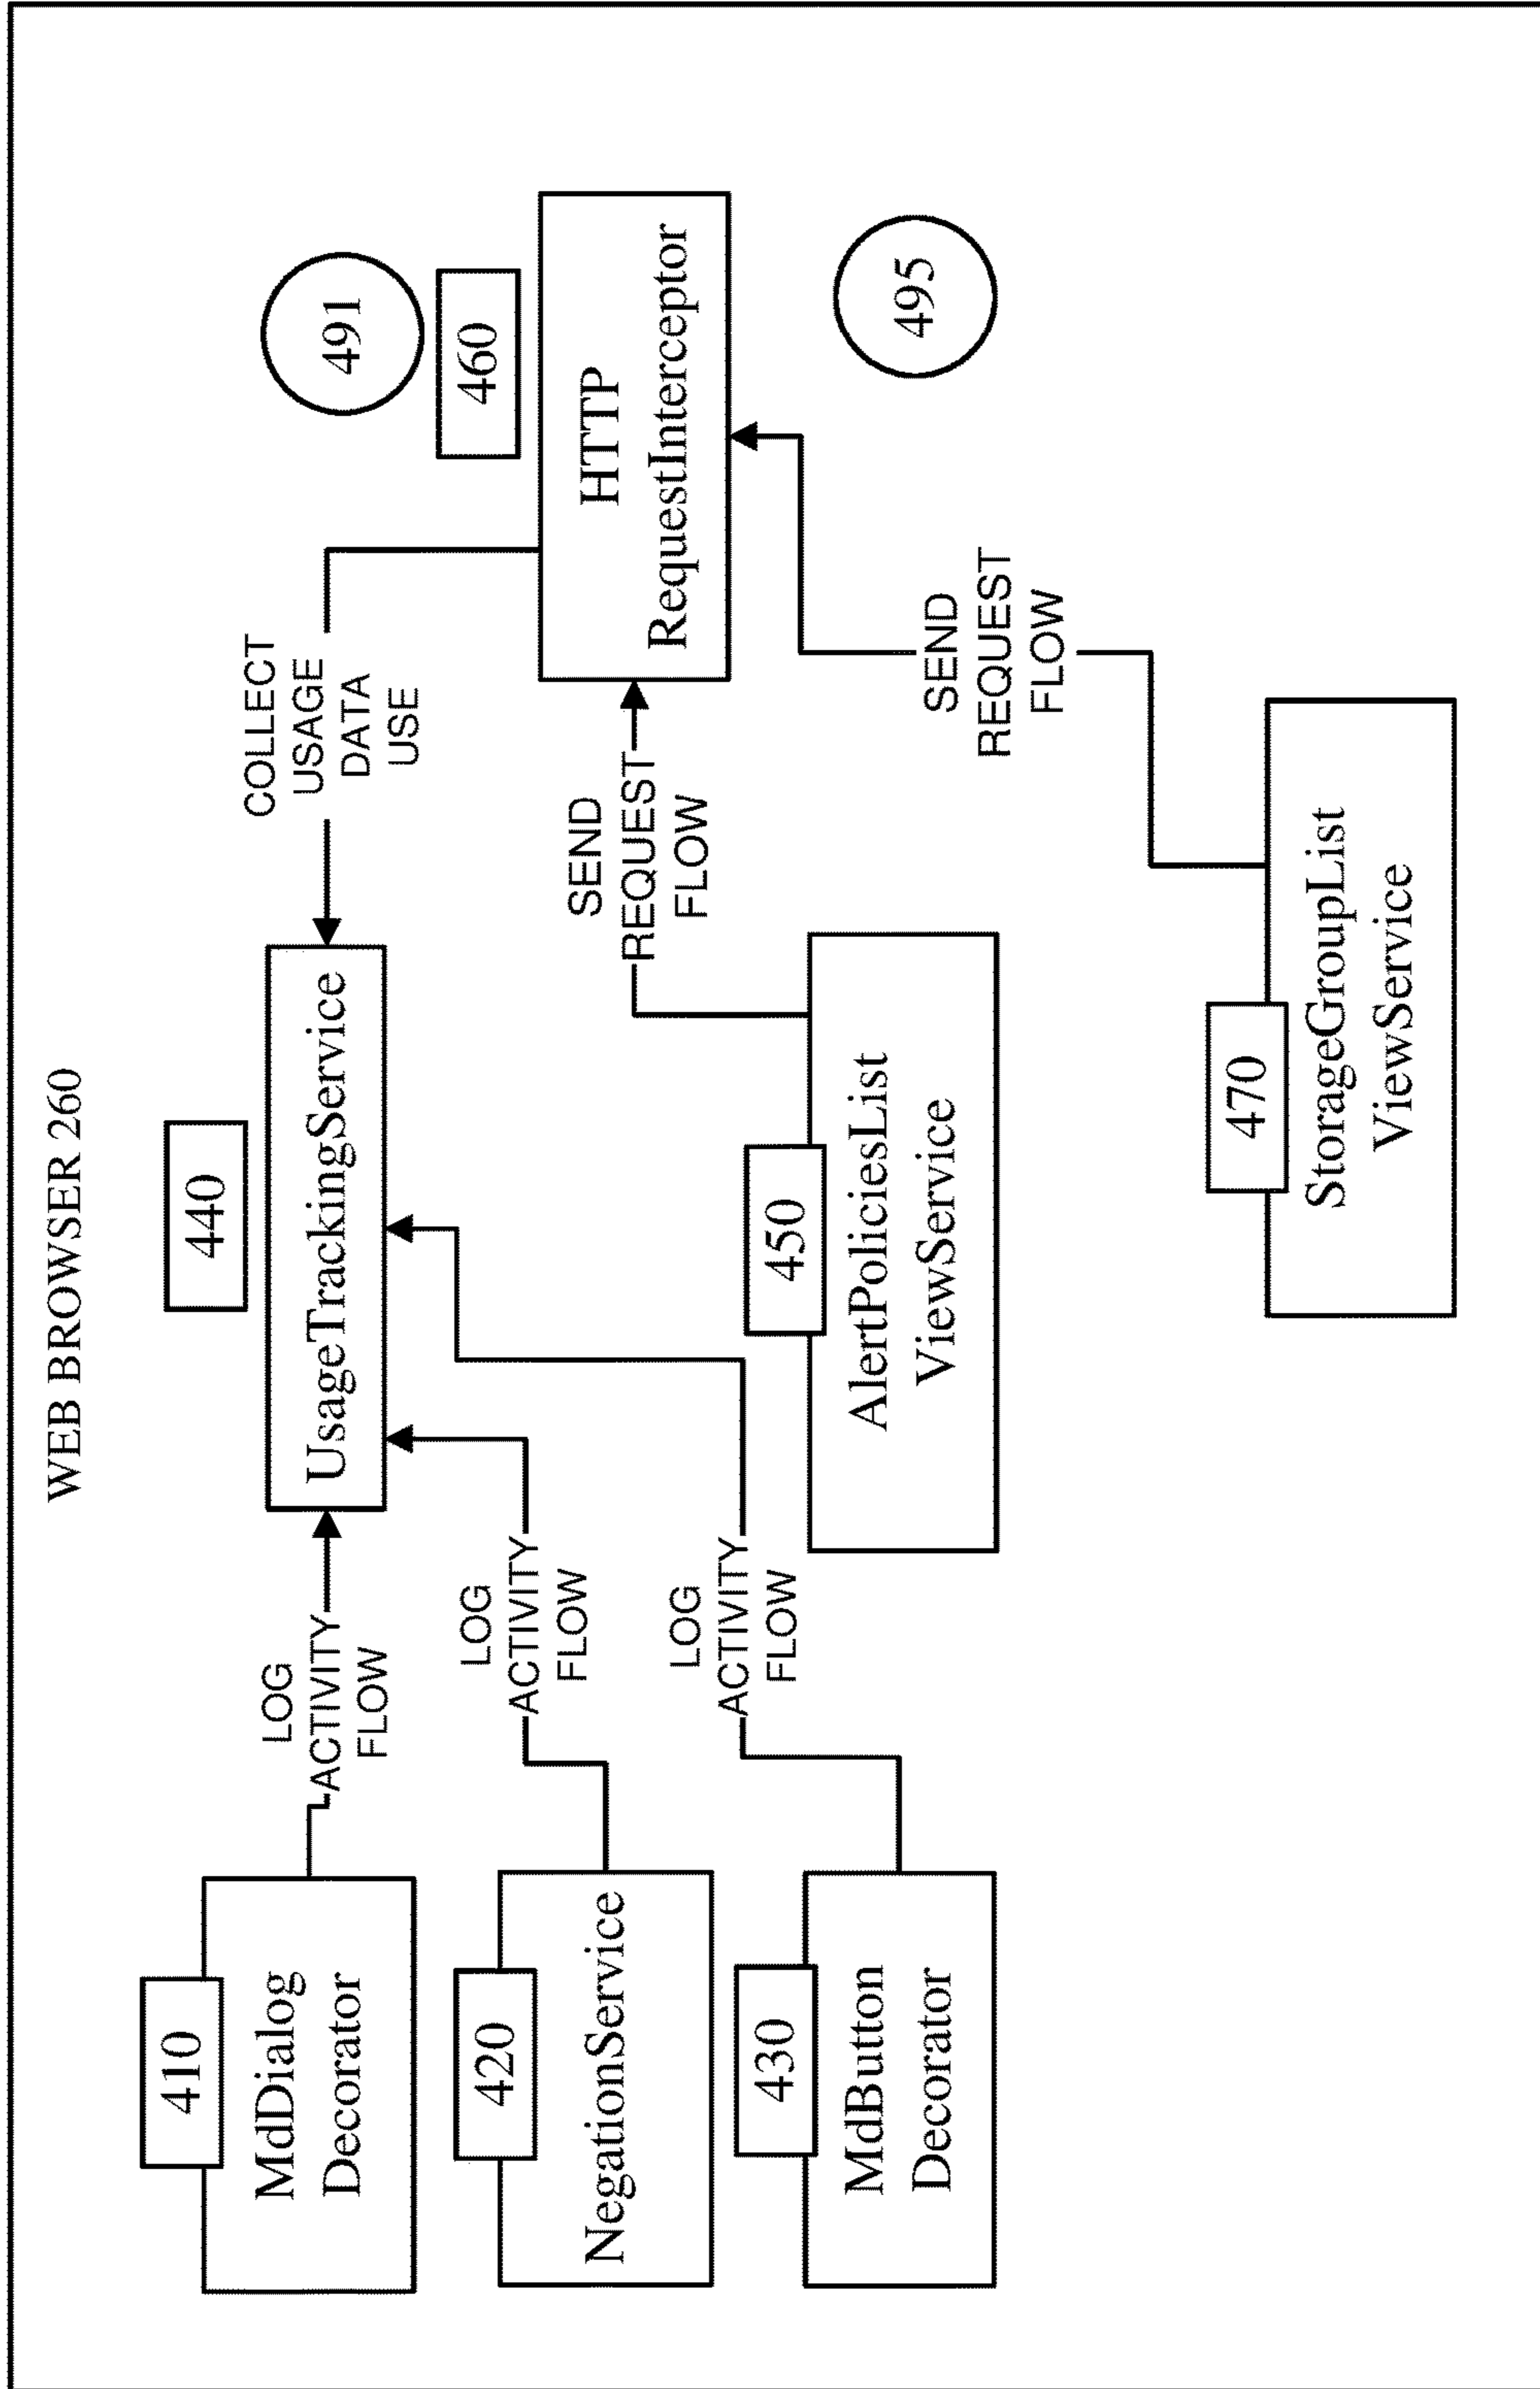 WEB BROWSER 260
410
MdDialog
Decorator
LOG
ACTIVITY
FLOW
440
UsageTrackingService
COLLECT
USAGE
DATA
USE
491
460
HTTP
RequestInterceptor
495
420
NegationService
LOG
ACTIVITY
FLOW
430
MdButton
Decorator
LOG
ACTIVITY
FLOW
450
AlertPoliciesList
ViewService
SEND
REQUEST
FLOW
SEND
REQUEST
FLOW
470
StorageGroupList
ViewService